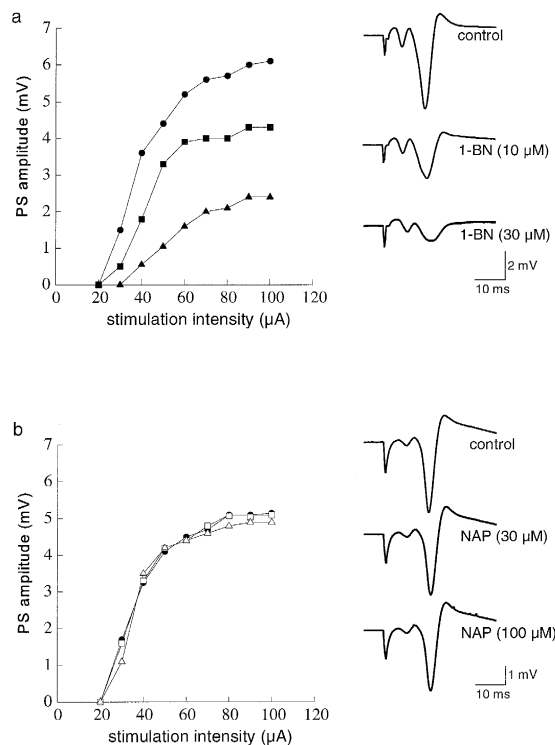 a
7
6
5
4
3
2
1
0
PS amplitude (mV)
0 20 40 60 80 100 120
stimulation intensity (µA)
control
1-BN (10 µM)
1-BN (30 µM)
2 mV
10 ms
b
7
6
5
4
3
2
1
0
PS amplitude (mV)
0 20 40 60 80 100 120
stimulation intensity (µA)
control
NAP (30 µM)
NAP (100 µM)
1 mV
10 ms